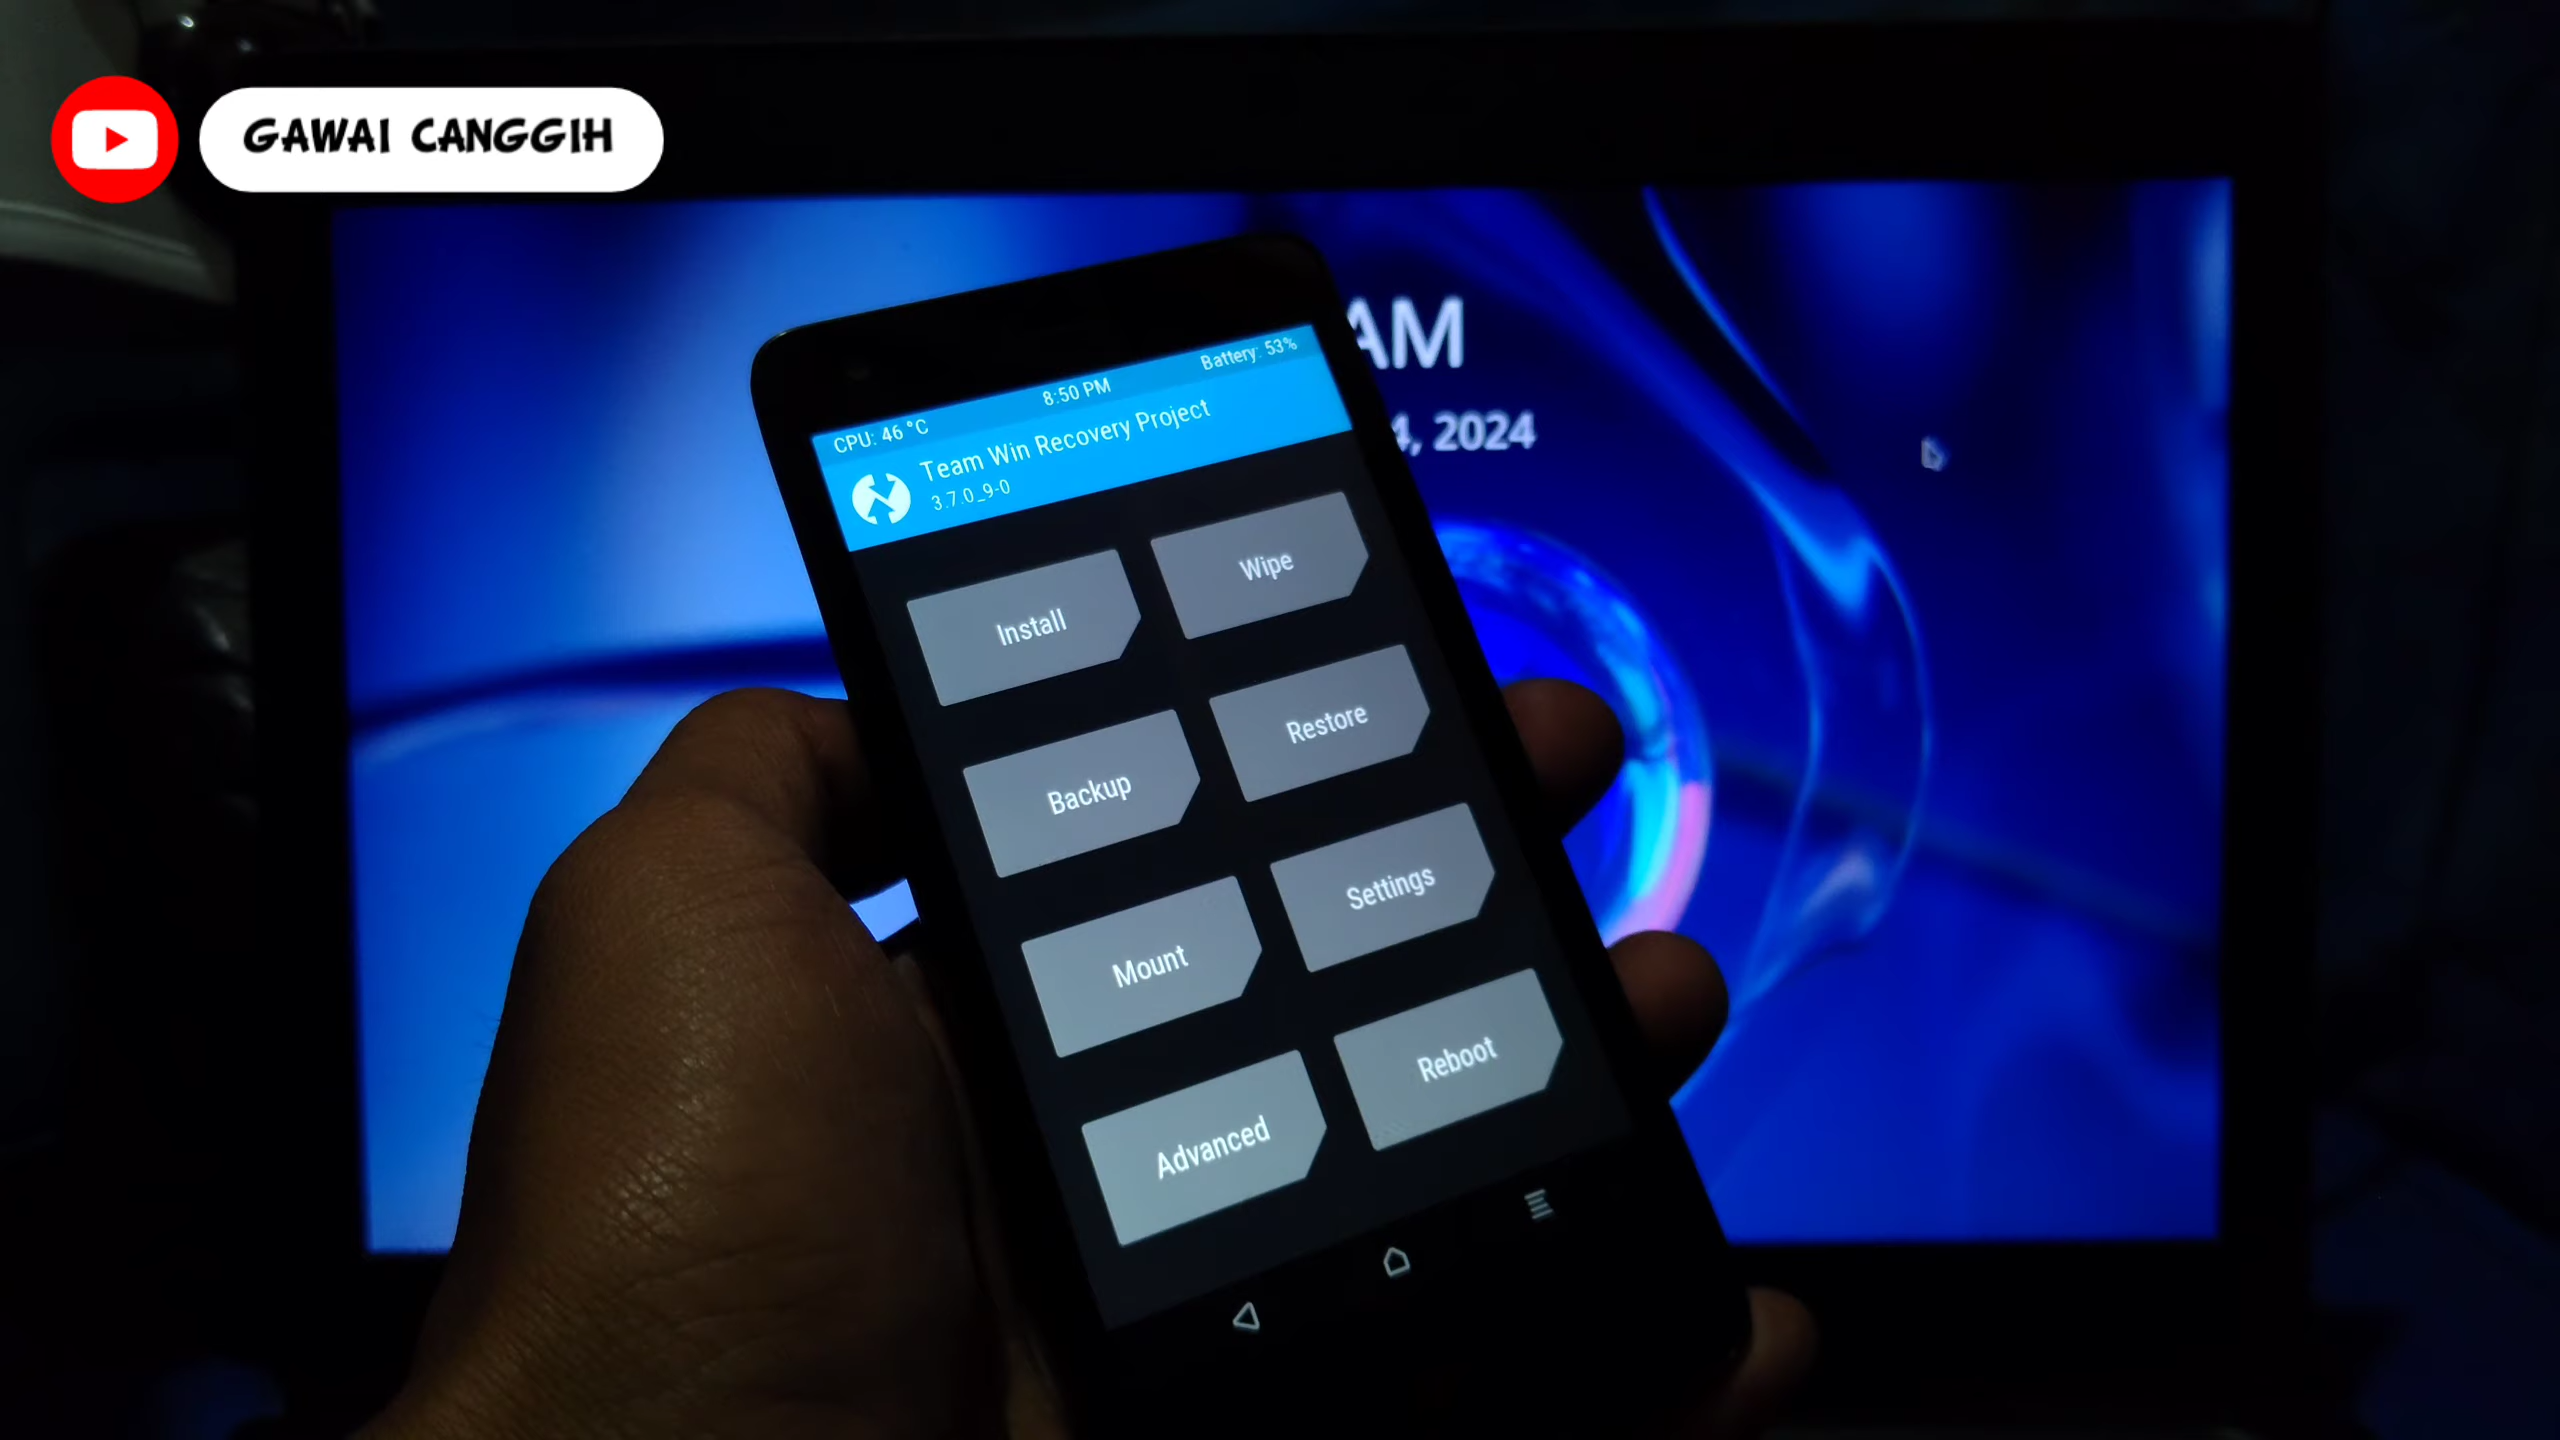 GAWAI CANGGIH
AM
4, 2024
CPU: 46 °C
8:50 PM
Battery: 53%
Team Win Recovery Project
3.7.0_9-0
Install
Wipe
Backup
Restore
Mount
Settings
Advanced
Reboot